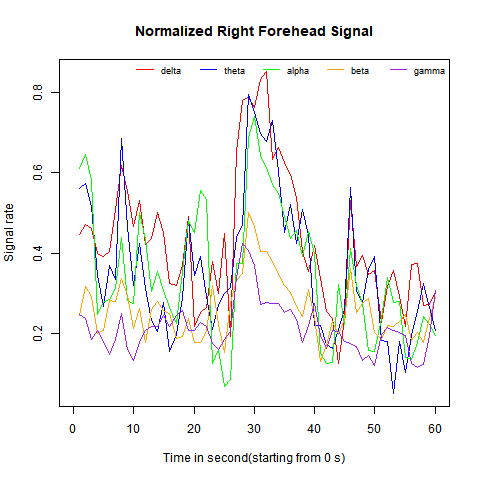 Normalized Right Forehead Signal
delta theta alpha beta gamma
Signal rate
0.8
0.6
0.4
0.2
0 10 20 30 40 50 60
Time in second(starting from 0 s)